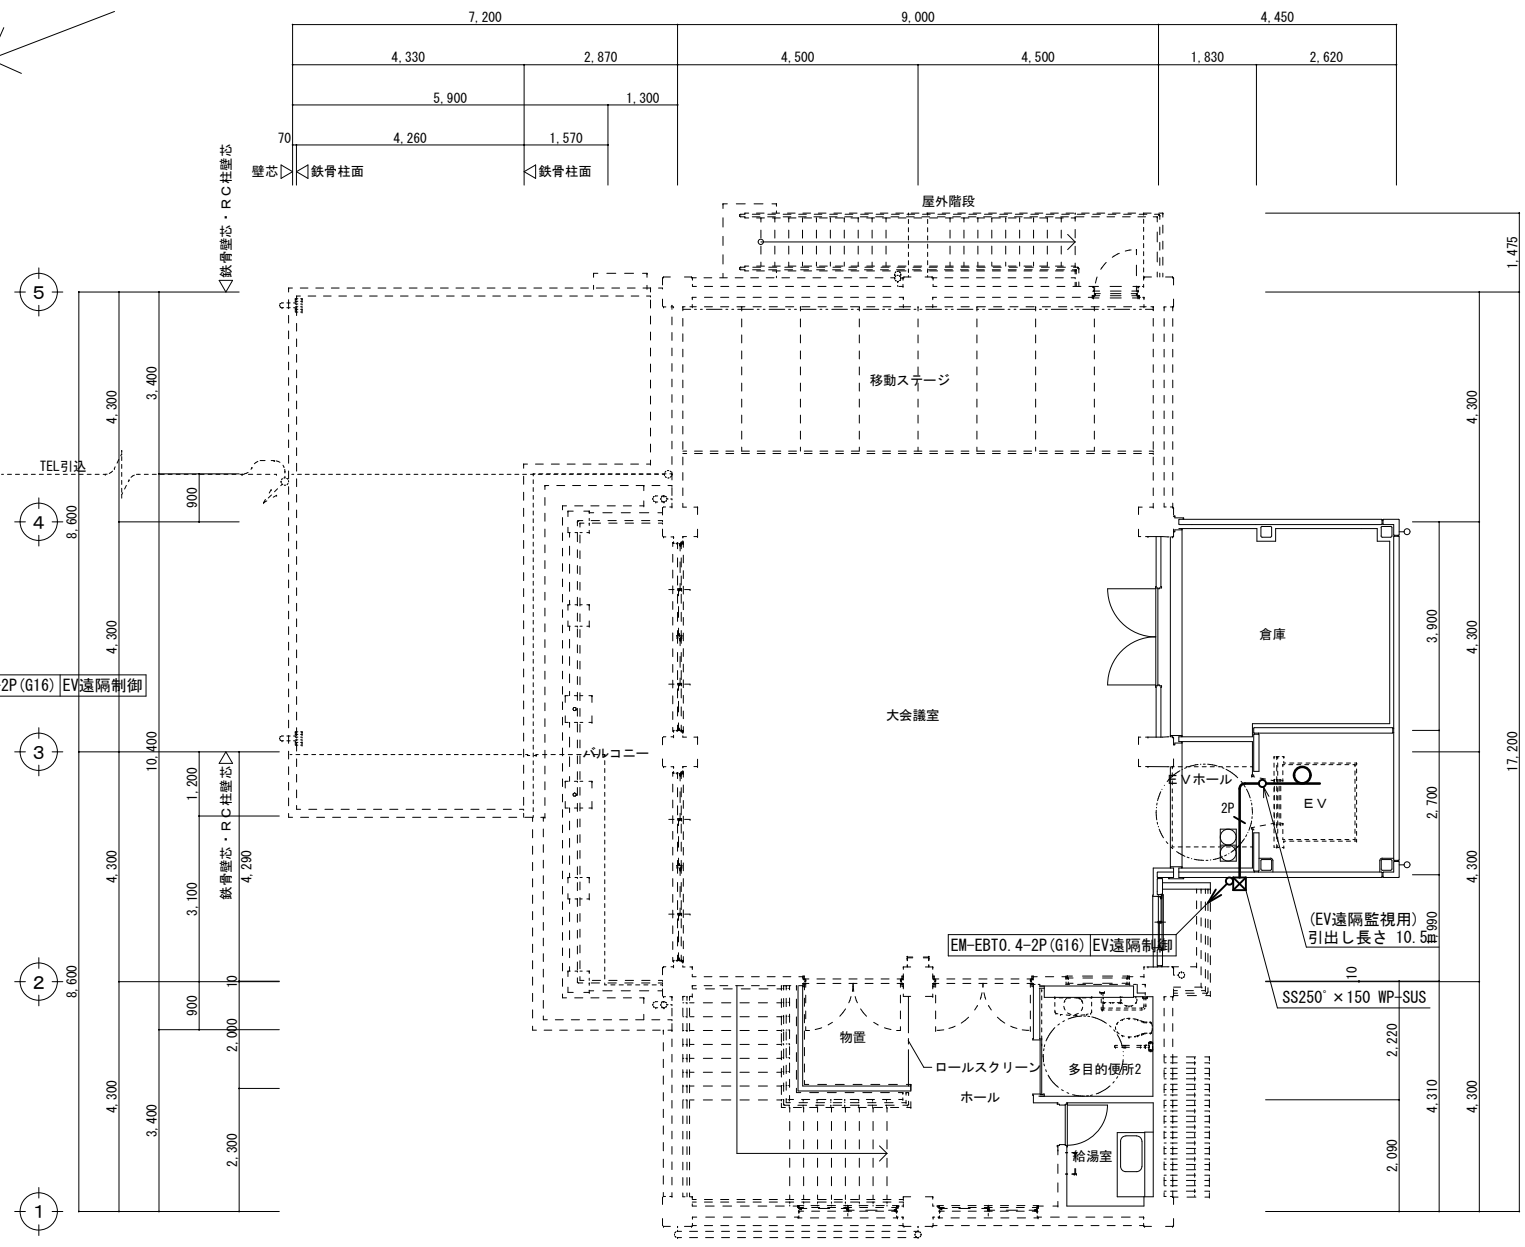 7,200
9,000
4,450
4,330
2,870
4,500
4,500
1,830
2,620
5,900
1,300
70
4,260
1,570
壁芯
鉄骨柱面
鉄骨柱面
鉄骨壁芯・RC柱壁芯
屋外階段
1,475
5
3,400
4,300
移動ステージ
4,300
TEL引込
900
4
8,600
4,300
3,900
4,300
倉庫
2P(G16) EV遠隔制御
大会議室
17,200
3
10,400
バルコニー
1,200
鉄骨壁芯・RC柱壁芯
EVホール
EV
2P
2,700
4,300
4,290
3,100
4,300
(EV遠隔監視用)
引出し長さ 10.5m
990
EM-EBT0.4-2P(G16) EV遠隔制御
10
2
8,600
10
SS250°×150 WP-SUS
900
2,000
物置
2,220
ロールスクリーン
多目的便所2
ホール
4,300
3,400
4,310
4,300
2,300
給湯室
2,090
1